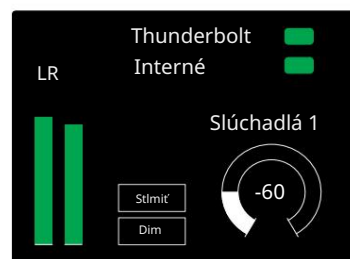 Thunderbolt
Interné
LR
Slúchadlá 1
-60
Stlmiť
Dim